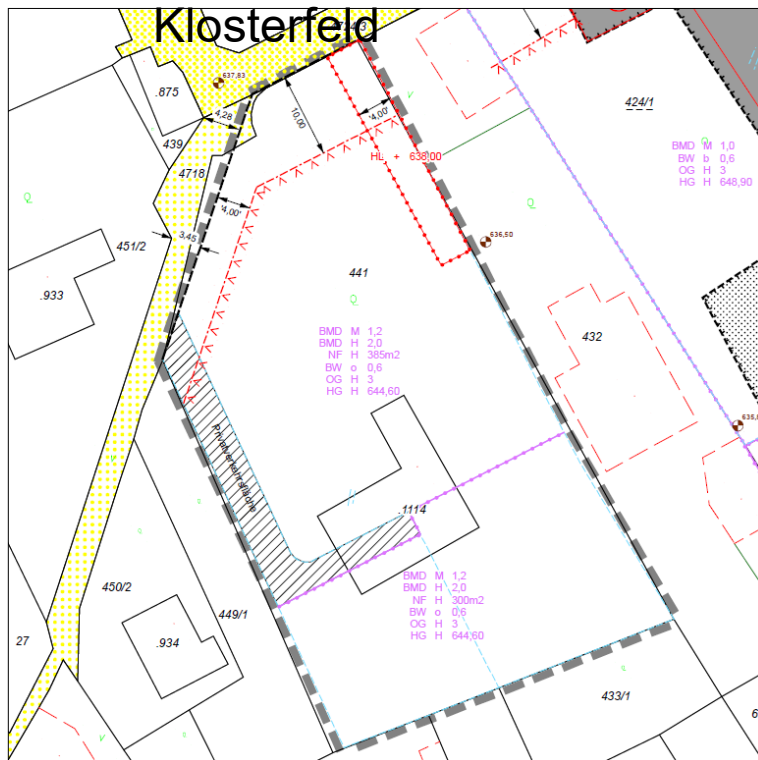 Klosterfeld
4724/3
637,83
.875
4,28
10,00
'4,00'
424/1
439
HL + 638,00
BMD M 1,0
BW b 0,6
OG H 3
HG H 648,90
4718
'4,00'
3,45
451/2
636,50
441
.933
432
BMD M 1,2
BMD H 2,0
NF H 385m2
BW o 0,6
OG H 3
HG H 644,60
Privatverkehrsfläche
.1114
BMD M 1,2
BMD H 2,0
NF H 300m2
BW o 0,6
OG H 3
HG H 644,60
450/2
449/1
27
.934
433/1